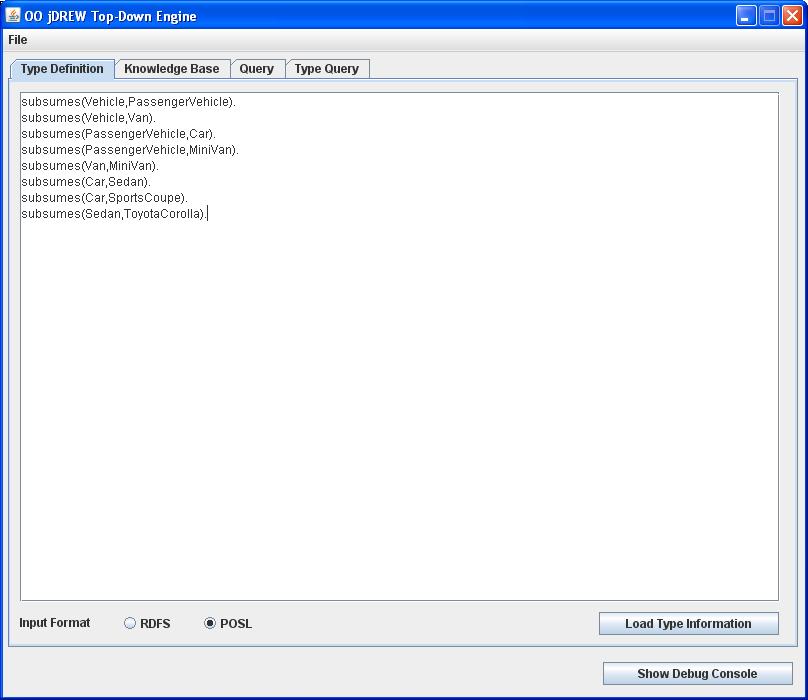 OO jDREW Top-Down Engine
File
Type Definition Knowledge Base Query Type Query
subsumes(Vehicle,PassengerVehicle).
subsumes(Vehicle,Van).
subsumes(PassengerVehicle,Car).
subsumes(PassengerVehicle,MiniVan).
subsumes(Van,MiniVan).
subsumes(Car,Sedan).
subsumes(Car,SportsCoupe).
subsumes(Sedan,ToyotaCorolla).
Input Format RDFS POSL Load Type Information
Show Debug Console